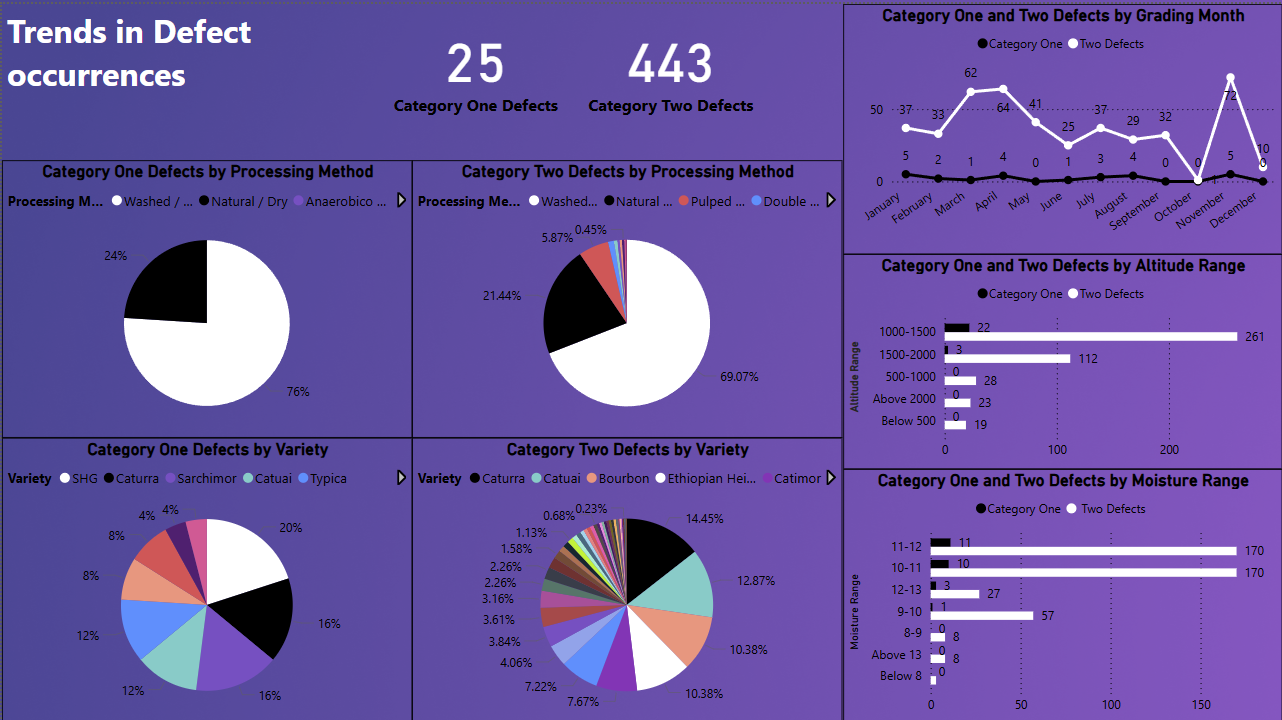 Trends in Defect
occurrences
25
Category One Defects
443
Category Two Defects
Category One Defects by Processing Method
Processing M... Washed / ... Natural / Dry Anaerobico ...
24%
76%
Category Two Defects by Processing Method
Processing Me... Washed... Natural ... Pulped ... Double ...
5.87% 0.45%
21.44%
69.07%
Category One Defects by Variety
Variety SHG Caturra Sarchimor Catuai Typica
4% 4%
20%
8%
8%
16%
12%
12%
16%
Category Two Defects by Variety
Variety Caturra Catuai Bourbon Ethiopian Hei... Catimor
0.68% 0.23%
14.45%
1.13%
1.58%
2.26%
12.87%
2.26%
3.16%
3.61%
3.84%
10.38%
4.06%
7.22%
10.38%
7.67%
Category One and Two Defects by Grading Month
Category One Two Defects
50
0
37 33 62 64 41 25 37 29 32 0 72 10
5 2 1 4 0 1 3 4 0 1 5 0
January February March April May June July August September October November December
Category One and Two Defects by Altitude Range
Category One Two Defects
Altitude Range
1000-1500 22 261
1500-2000 3 112
500-1000 0 28
Above 2000 0 23
Below 500 0 19
0 100 200
Category One and Two Defects by Moisture Range
Category One Two Defects
Moisture Range
11-12 11 170
10-11 10 170
12-13 3 27
9-10 1 57
8-9 0 8
Above 13 0 8
Below 8 0
0 50 100 150